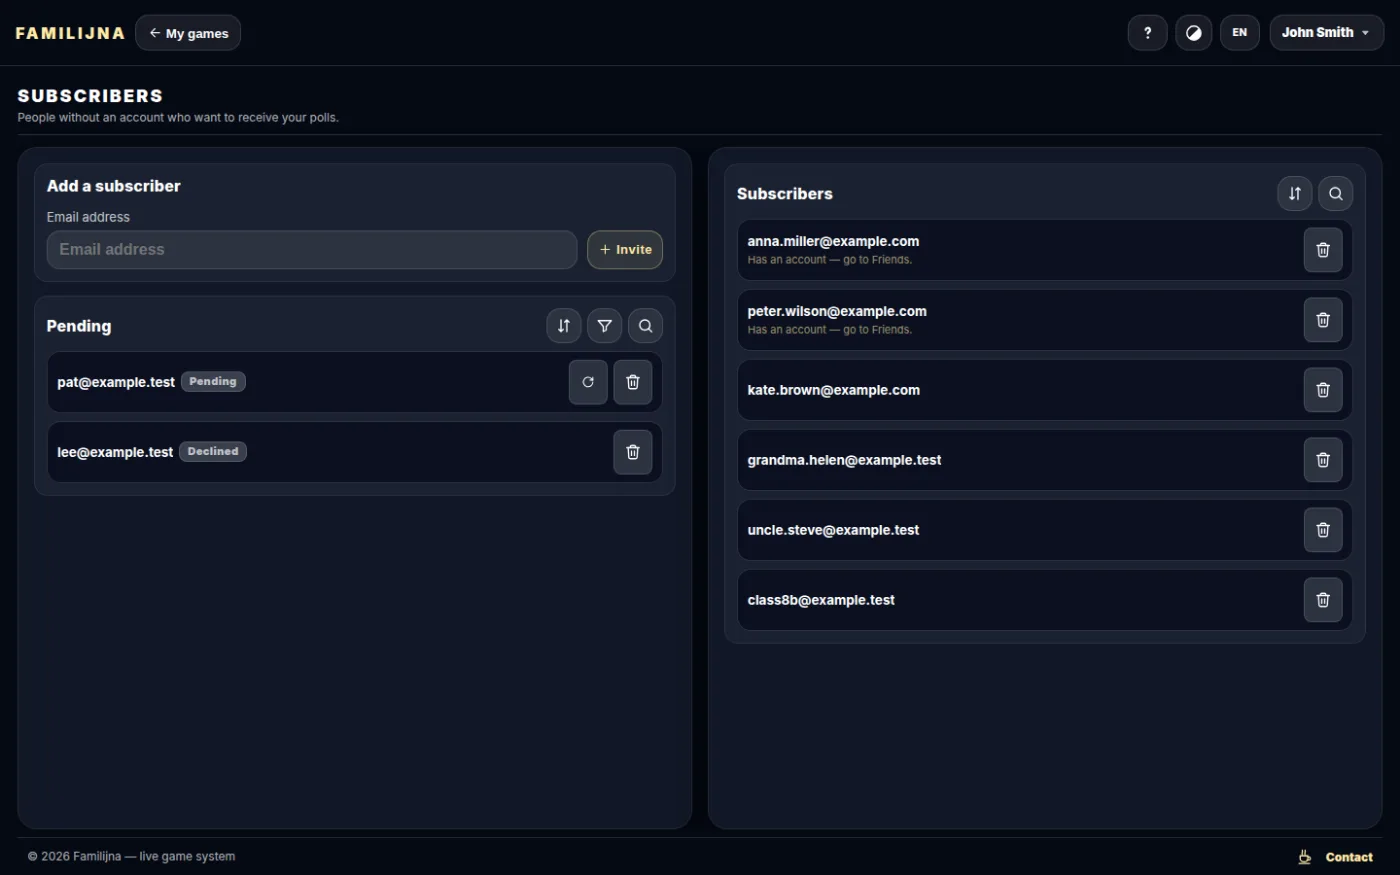 FAMILIJNA
← My games
?
EN
John Smith
SUBSCRIBERS
People without an account who want to receive your polls.
Add a subscriber
Email address
Email address
+ Invite
Pending
pat@example.test Pending
lee@example.test Declined
Subscribers
anna.miller@example.com
Has an account — go to Friends.
peter.wilson@example.com
Has an account — go to Friends.
kate.brown@example.com
grandma.helen@example.test
uncle.steve@example.test
class8b@example.test
© 2026 Familijna — live game system
Contact